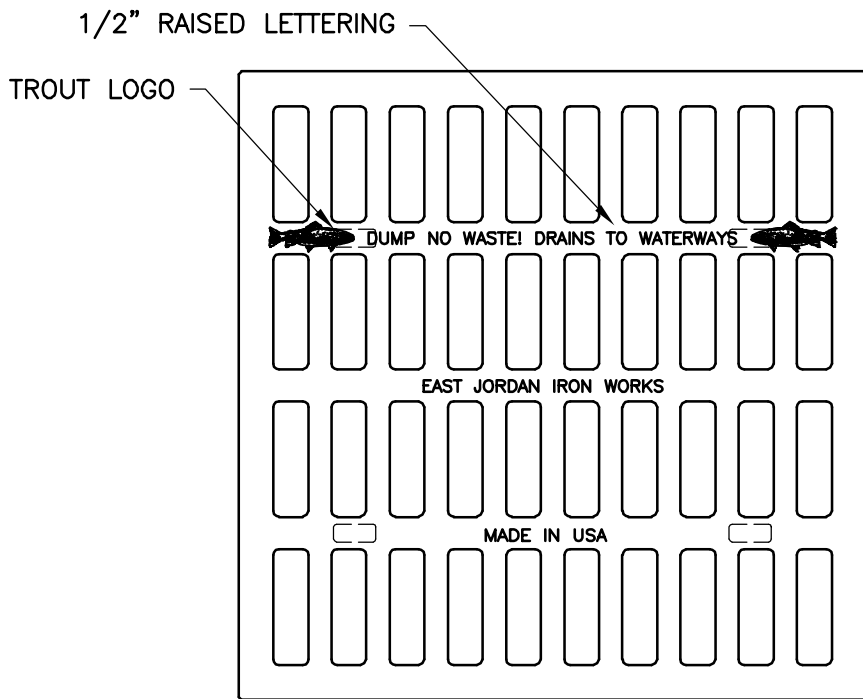 1/2” RAISED LETTERING
TROUT LOGO
DUMP NO WASTE! DRAINS TO WATERWAYS
EAST JORDAN IRON WORKS
MADE IN USA